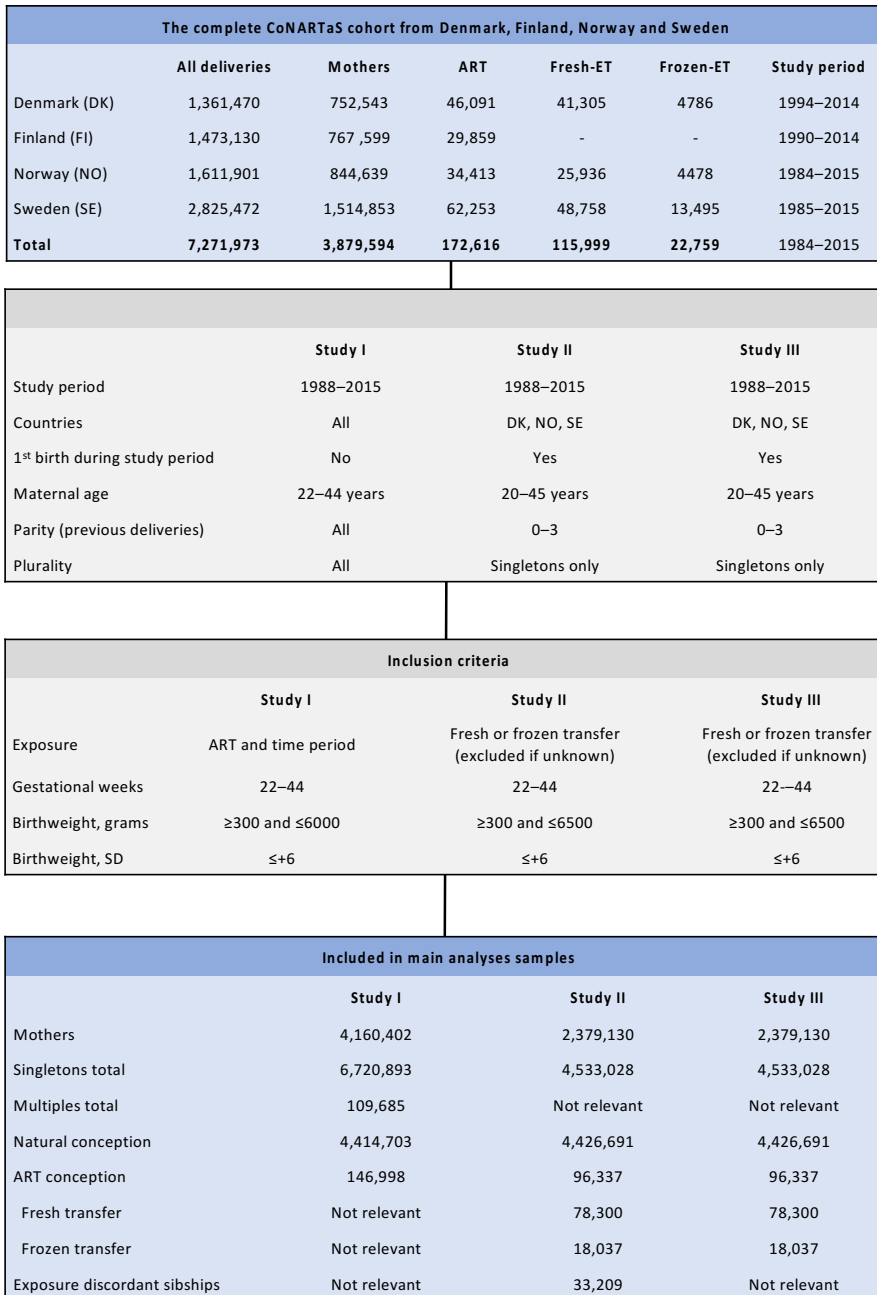 The complete CoNARTaS cohort from Denmark, Finland, Norway and Sweden
All deliveries Mothers ART Fresh-ET Frozen-ET Study period
Denmark (DK) 1,361,470 752,543 46,091 41,305 4786 1994–2014
Finland (FI) 1,473,130 767 ,599 29,859 - - 1990–2014
Norway (NO) 1,611,901 844,639 34,413 25,936 4478 1984–2015
Sweden (SE) 2,825,472 1,514,853 62,253 48,758 13,495 1985–2015
Total 7,271,973 3,879,594 172,616 115,999 22,759 1984–2015
Study I Study II Study III
Study period 1988–2015 1988–2015 1988–2015
Countries All DK, NO, SE DK, NO, SE
1st birth during study period No Yes Yes
Maternal age 22–44 years 20–45 years 20–45 years
Parity (previous deliveries) All 0–3 0–3
Plurality All Singletons only Singletons only
Inclusion criteria
Study I Study II Study III
Exposure ART and time period Fresh or frozen transfer (excluded if unknown) Fresh or frozen transfer (excluded if unknown)
Gestational weeks 22–44 22–44 22-–44
Birthweight, grams ≥300 and ≤6000 ≥300 and ≤6500 ≥300 and ≤6500
Birthweight, SD ≤+6 ≤+6 ≤+6
Included in main analyses samples
Study I Study II Study III
Mothers 4,160,402 2,379,130 2,379,130
Singletons total 6,720,893 4,533,028 4,533,028
Multiples total 109,685 Not relevant Not relevant
Natural conception 4,414,703 4,426,691 4,426,691
ART conception 146,998 96,337 96,337
Fresh transfer Not relevant 78,300 78,300
Frozen transfer Not relevant 18,037 18,037
Exposure discordant sibships Not relevant 33,209 Not relevant